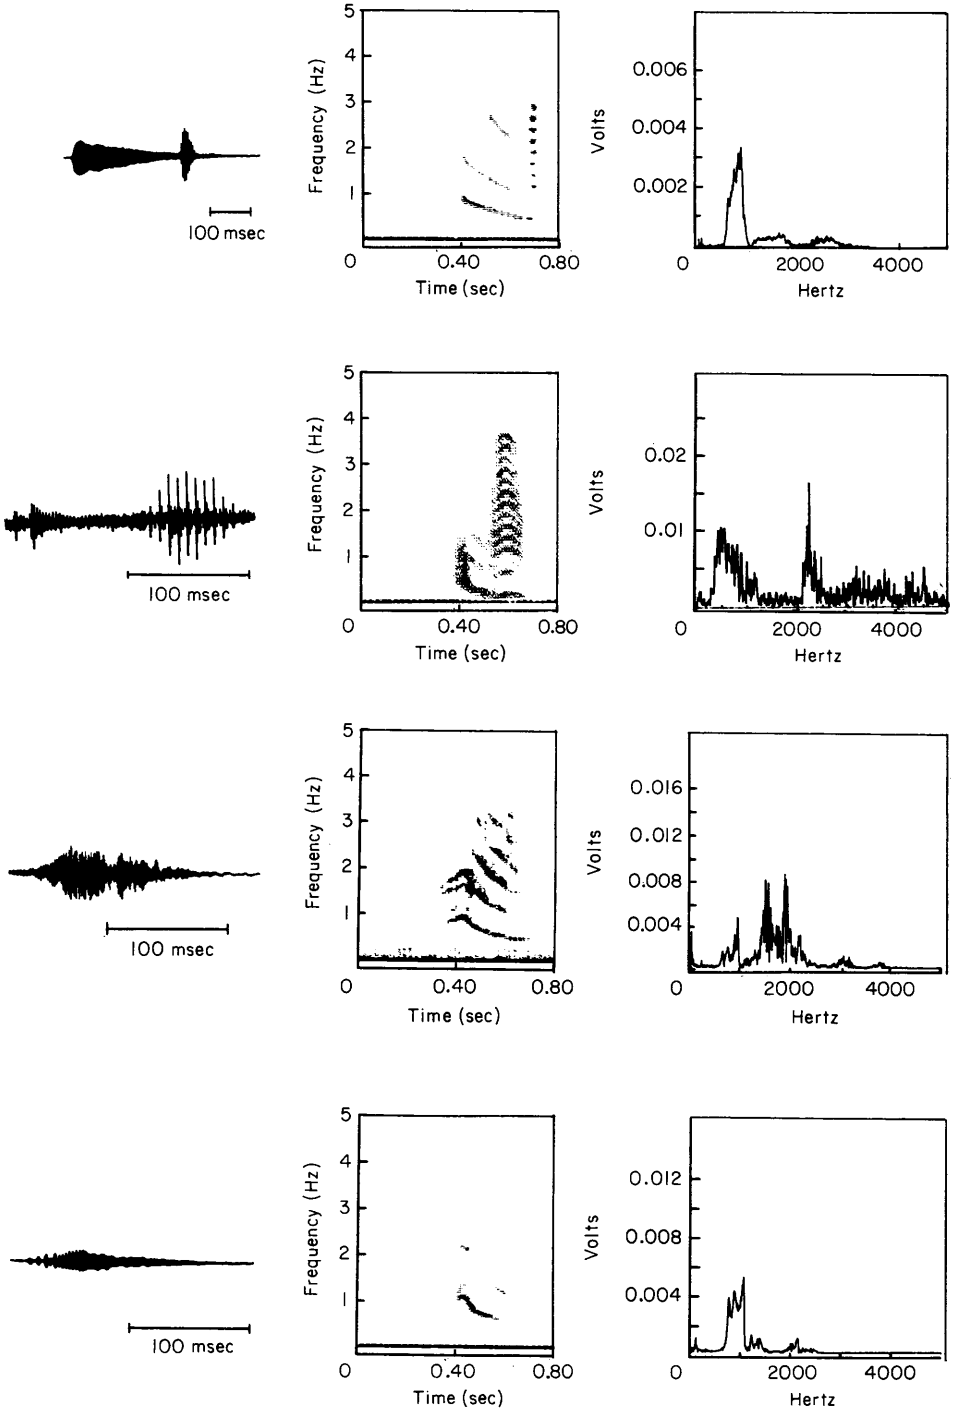 5
4
3
2
1
0
0.40
0.80
Frequency (Hz)
Time (sec)
100 msec
0.006
0.004
0.002
0
2000
4000
Volts
Hertz
100 msec
5
4
3
2
1
0
0.40
0.80
Frequency (Hz)
Time (sec)
0.02
0.01
0
2000
4000
Volts
Hertz
100 msec
5
4
3
2
1
0
0.40
0.80
Frequency (Hz)
Time (sec)
0.016
0.012
0.008
0.004
0
2000
4000
Volts
Hertz
100 msec
5
4
3
2
1
0
0.40
0.80
Frequency (Hz)
Time (sec)
0.012
0.008
0.004
0
2000
4000
Volts
Hertz